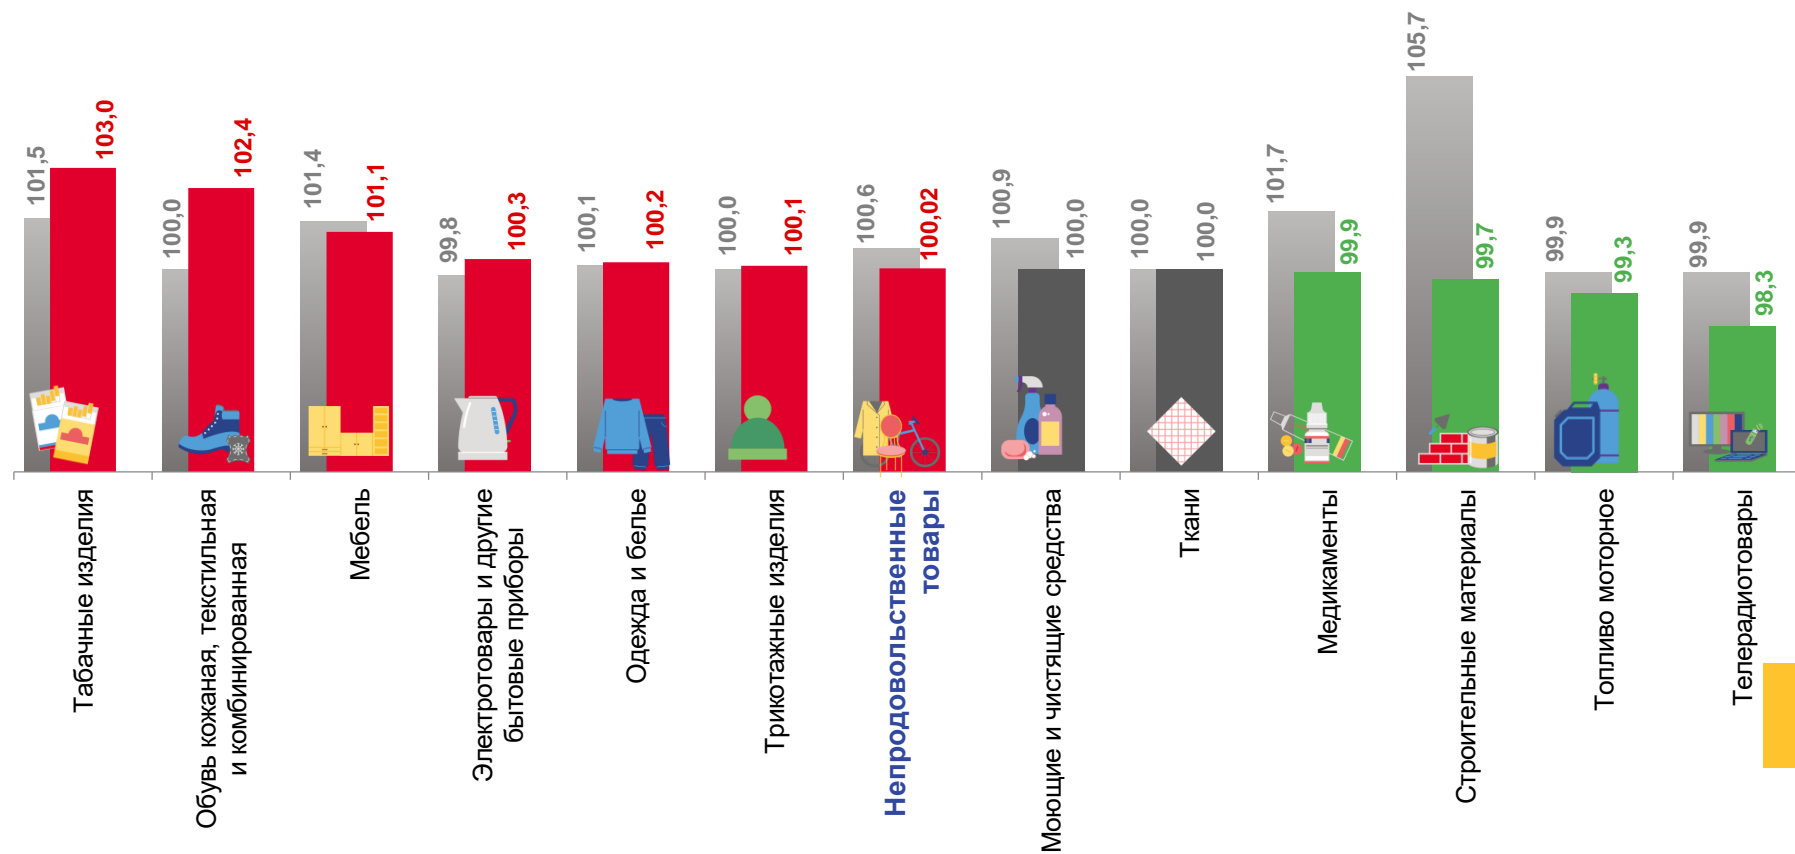 101,5
103,0
100,0
102,4
101,4
101,1
99,8
100,3
100,1
100,2
100,0
100,1
100,6
100,02
100,9
100,0
100,0
100,0
101,7
99,9
105,7
99,7
99,9
99,3
99,9
98,3
Табачные изделия
Обувь кожаная, текстильная
и комбинированная
Мебель
Электротовары и другие
бытовые приборы
Одежда и белье
Трикотажные изделия
Непродовольственные
товары
Моющие и чистящие средства
Ткани
Медикаменты
Строительные материалы
Топливо моторное
Телерадиотовары